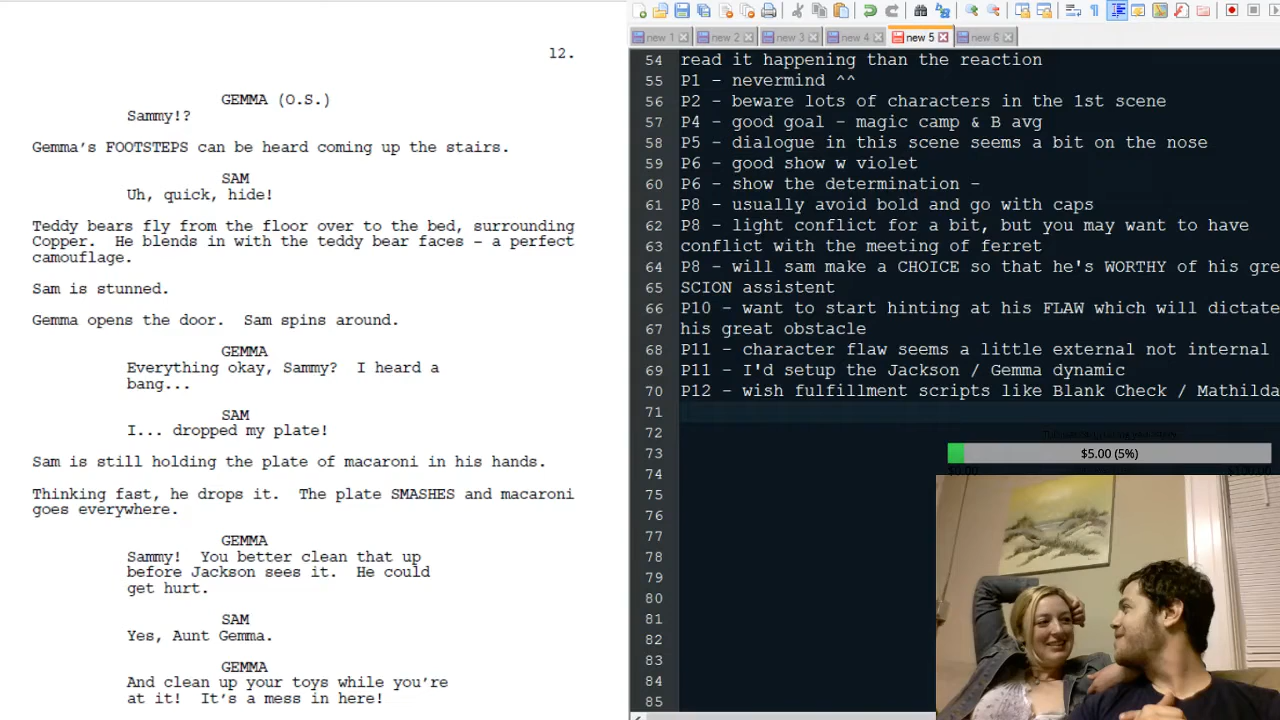 12.
GEMMA (O.S.)
Sammy!?
Gemma's FOOTSTEPS can be heard coming up the stairs.
SAM
Uh, quick, hide!
Teddy bears fly from the floor over to the bed, surrounding
Copper.  He blends in with the teddy bear faces - a perfect
camouflage.
Sam is stunned.
Gemma opens the door.  Sam spins around.
GEMMA
Everything okay, Sammy?  I heard a
bang...
SAM
I... dropped my plate!
Sam is still holding the plate of macaroni in his hands.
Thinking fast, he drops it.  The plate SMASHES and macaroni
goes everywhere.
GEMMA
Sammy!  You better clean that up
before Jackson sees it.  He could
get hurt.
SAM
Yes, Aunt Gemma.
GEMMA
And clean up your toys while you're
at it!  It's a mess in here!
new 1 new 2 new 3 new 4 new 5 new 6
54 read it happening than the reaction
55 P1 - nevermind ^^
56 P2 - beware lots of characters in the 1st scene
57 P4 - good goal - magic camp & B avg
58 P5 - dialogue in this scene seems a bit on the nose
59 P6 - good show w violet
60 P6 - show the determination -
61 P8 - usually avoid bold and go with caps
62 P8 - light conflict for a bit, but you may want to have
63 conflict with the meeting of ferret
64 P8 - will sam make a CHOICE so that he's WORTHY of his gre
65 SCION assistent
66 P10 - want to start hinting at his FLAW which will dictate
67 his great obstacle
68 P11 - character flaw seems a little external not internal
69 P11 - I'd setup the Jackson / Gemma dynamic
70 P12 - wish fulfillment scripts like Blank Check / Mathilda
71
72
73
74
75
76
77
78
79
80
81
82
83
84
85
$5.00 (5%)